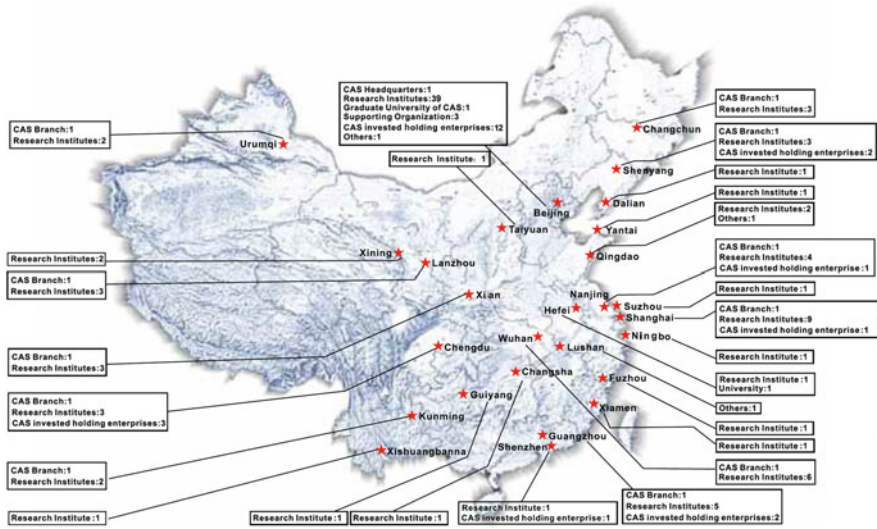 CAS Headquarters:1
Research Institutes:39
Graduate University of CAS:1
Supporting Organization:3
CAS invested holding enterprises:12
Others:1
CAS Branch:1
Research Institutes:3
Changchun
CAS Branch:1
Research Institutes:2
Urumqi
CAS Branch:1
Research Institutes:3
CAS invested holding enterprises:2
Shenyang
Research Institute: 1
Research Institute:1
Dalian
Research Institute:1
Beijing
Yantai
Research Institutes:2
Others:1
Taiyuan
Qingdao
Xining
Research Institutes:2
Lanzhou
CAS Branch:1
Research Institutes:3
CAS Branch:1
Research Institutes:4
CAS invested holding enterprise:1
Xi an
Nanjing
Suzhou
Research Institute:1
Hefei
Shanghai
CAS Branch:1
Research Institutes:9
CAS invested holding enterprise:1
Wuhan
Ningbo
Chengdu
Lushan
Research Institute:1
CAS Branch:1
Research Institutes:3
Changsha
Fuzhou
Research Institute:1
University:1
Guiyang
CAS Branch:1
Research Institutes:3
CAS invested holding enterprises:3
Xiamen
Others:1
Kunming
Research Institute:1
Guangzhou
Research Institute:1
Shenzhen
Xishuangbanna
CAS Branch:1
Research Institutes:2
CAS Branch:1
Research Institutes:6
Research Institute:1
Research Institute:1
Research Institute:1
Research Institute:1
CAS invested holding enterprise:1
CAS Branch:1
Research Institutes:5
CAS invested holding enterprises:2